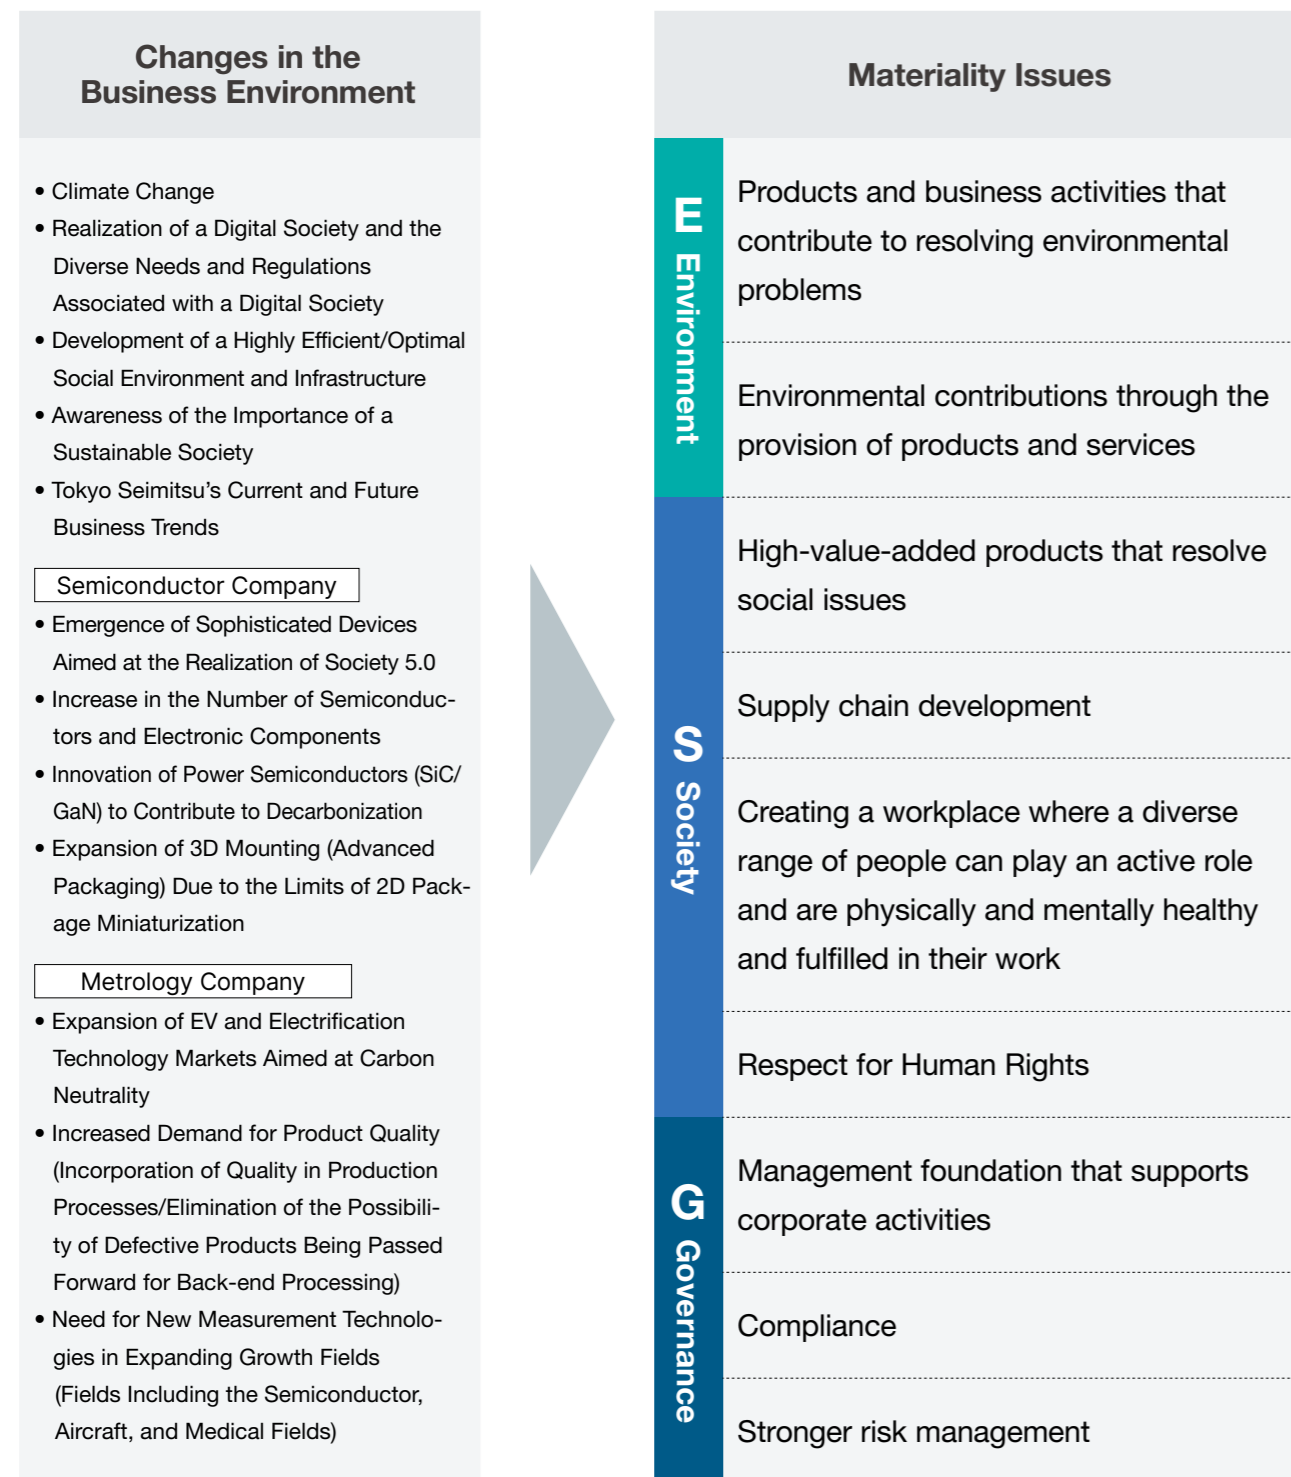 Changes in the
Business Environment
• Climate Change
• Realization of a Digital Society and the
Diverse Needs and Regulations
Associated with a Digital Society
• Development of a Highly Efficient/Optimal
Social Environment and Infrastructure
• Awareness of the Importance of a
Sustainable Society
• Tokyo Seimitsu’s Current and Future
Business Trends
Semiconductor Company
• Emergence of Sophisticated Devices
Aimed at the Realization of Society 5.0
• Increase in the Number of Semiconduc-
tors and Electronic Components
• Innovation of Power Semiconductors (SiC/
GaN) to Contribute to Decarbonization
• Expansion of 3D Mounting (Advanced
Packaging) Due to the Limits of 2D Pack-
age Miniaturization
Metrology Company
• Expansion of EV and Electrification
Technology Markets Aimed at Carbon
Neutrality
• Increased Demand for Product Quality
(Incorporation of Quality in Production
Processes/Elimination of the Possibili-
ty of Defective Products Being Passed
Forward for Back-end Processing)
• Need for New Measurement Technolo-
gies in Expanding Growth Fields
(Fields Including the Semiconductor,
Aircraft, and Medical Fields)
Materiality Issues
E Environment
Products and business activities that
contribute to resolving environmental
problems
Environmental contributions through the
provision of products and services
S Society
High-value-added products that resolve
social issues
Supply chain development
Creating a workplace where a diverse
range of people can play an active role
and are physically and mentally healthy
and fulfilled in their work
Respect for Human Rights
G Governance
Management foundation that supports
corporate activities
Compliance
Stronger risk management